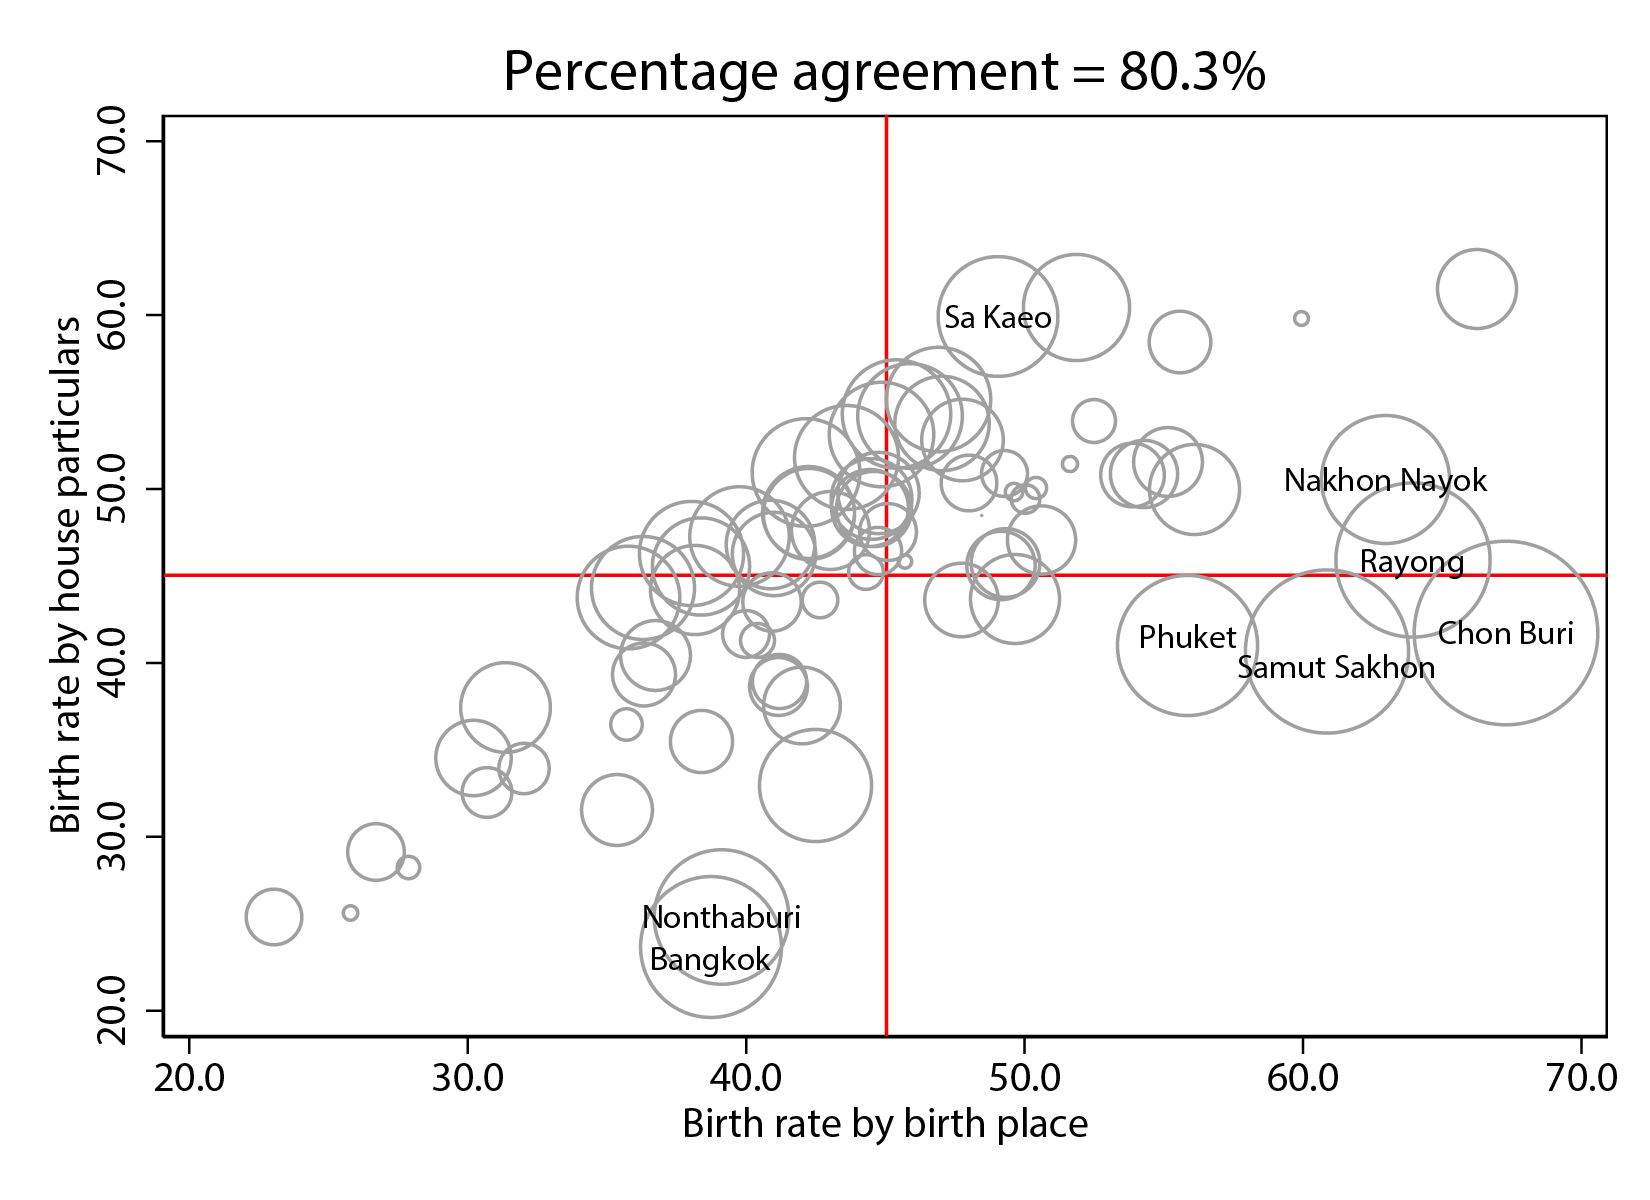 Percentage agreement = 80.3%
Birth rate by house particulars
70.0
60.0
50.0
40.0
30.0
20.0
Sa Kaeo
Nakhon Nayok
Rayong
Chon Buri
Phuket
Samut Sakhon
Nonthaburi
Bangkok
20.0 30.0 40.0 50.0 60.0 70.0
Birth rate by birth place